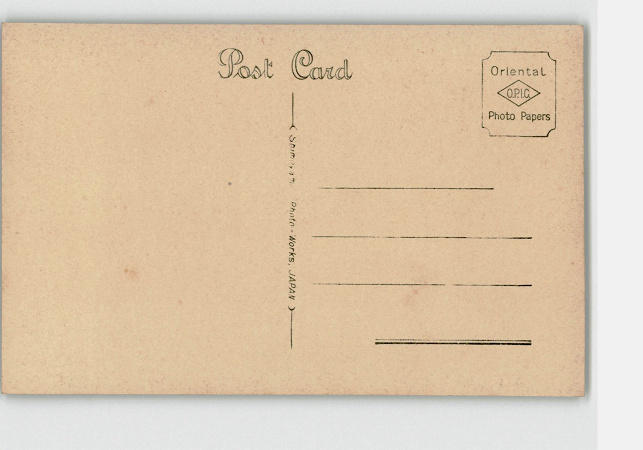 Post Card
Oriental
O.P.I.C.
Photo Papers
Photo-Works, JAPAN )